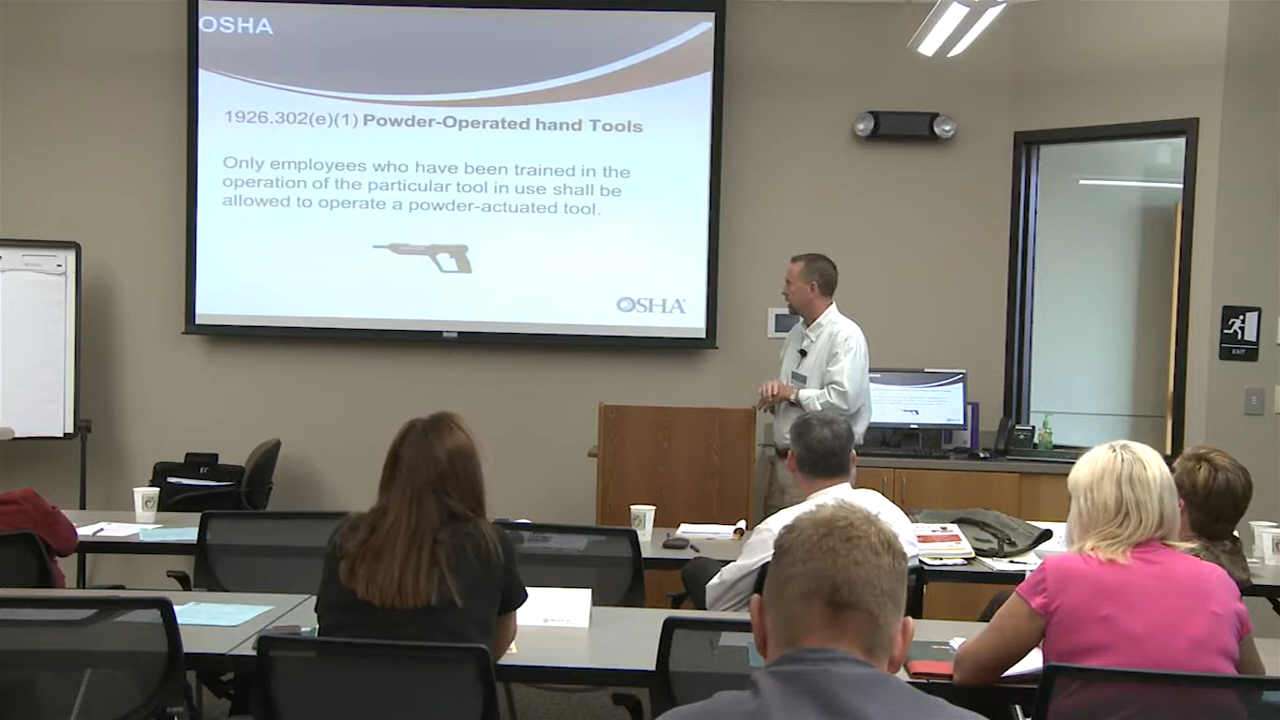 OSHA
1926.302(e)(1) Powder-Operated hand Tools
Only employees who have been trained in the
operation of the particular tool in use shall be
allowed to operate a powder-actuated tool.
OSHA
EXIT